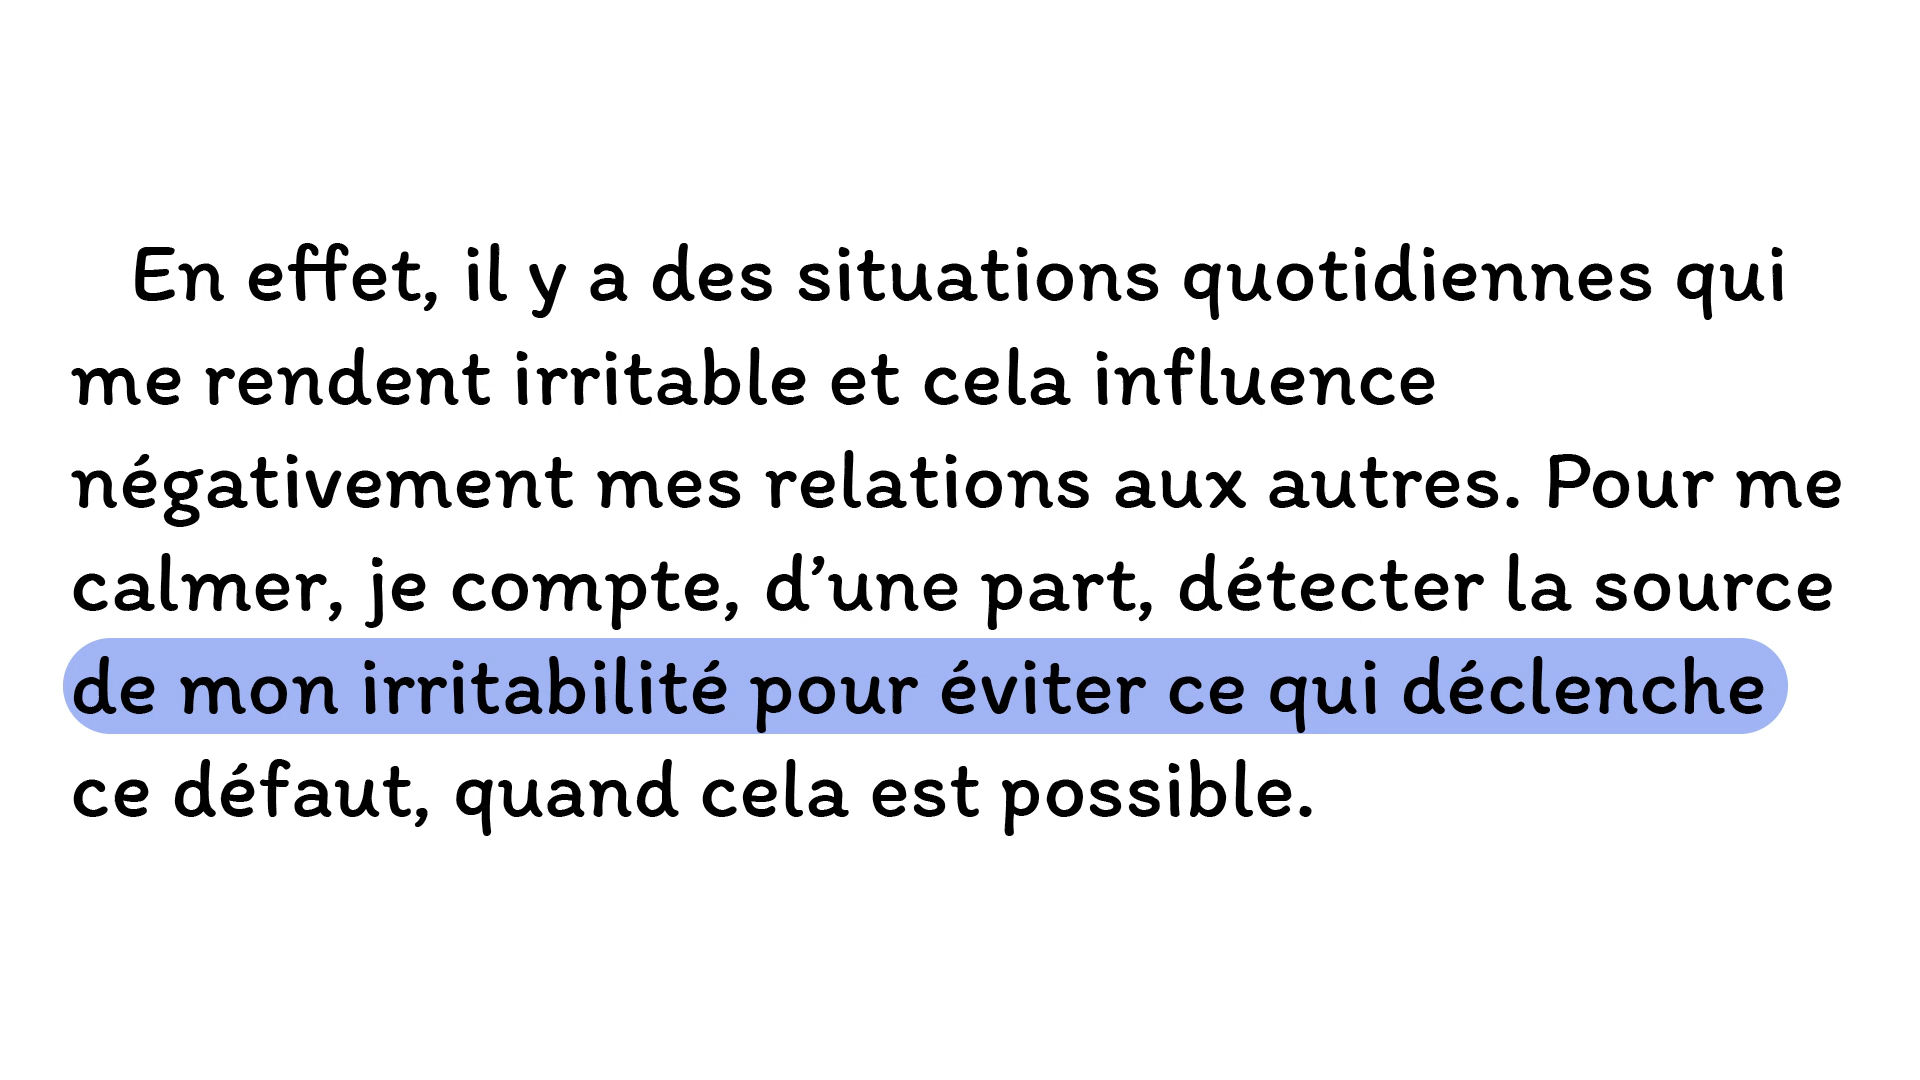 En effet, il y a des situations quotidiennes qui
me rendent irritable et cela influence
négativement mes relations aux autres. Pour me
calmer, je compte, d’une part, détecter la source
de mon irritabilité pour éviter ce qui déclenche
ce défaut, quand cela est possible.